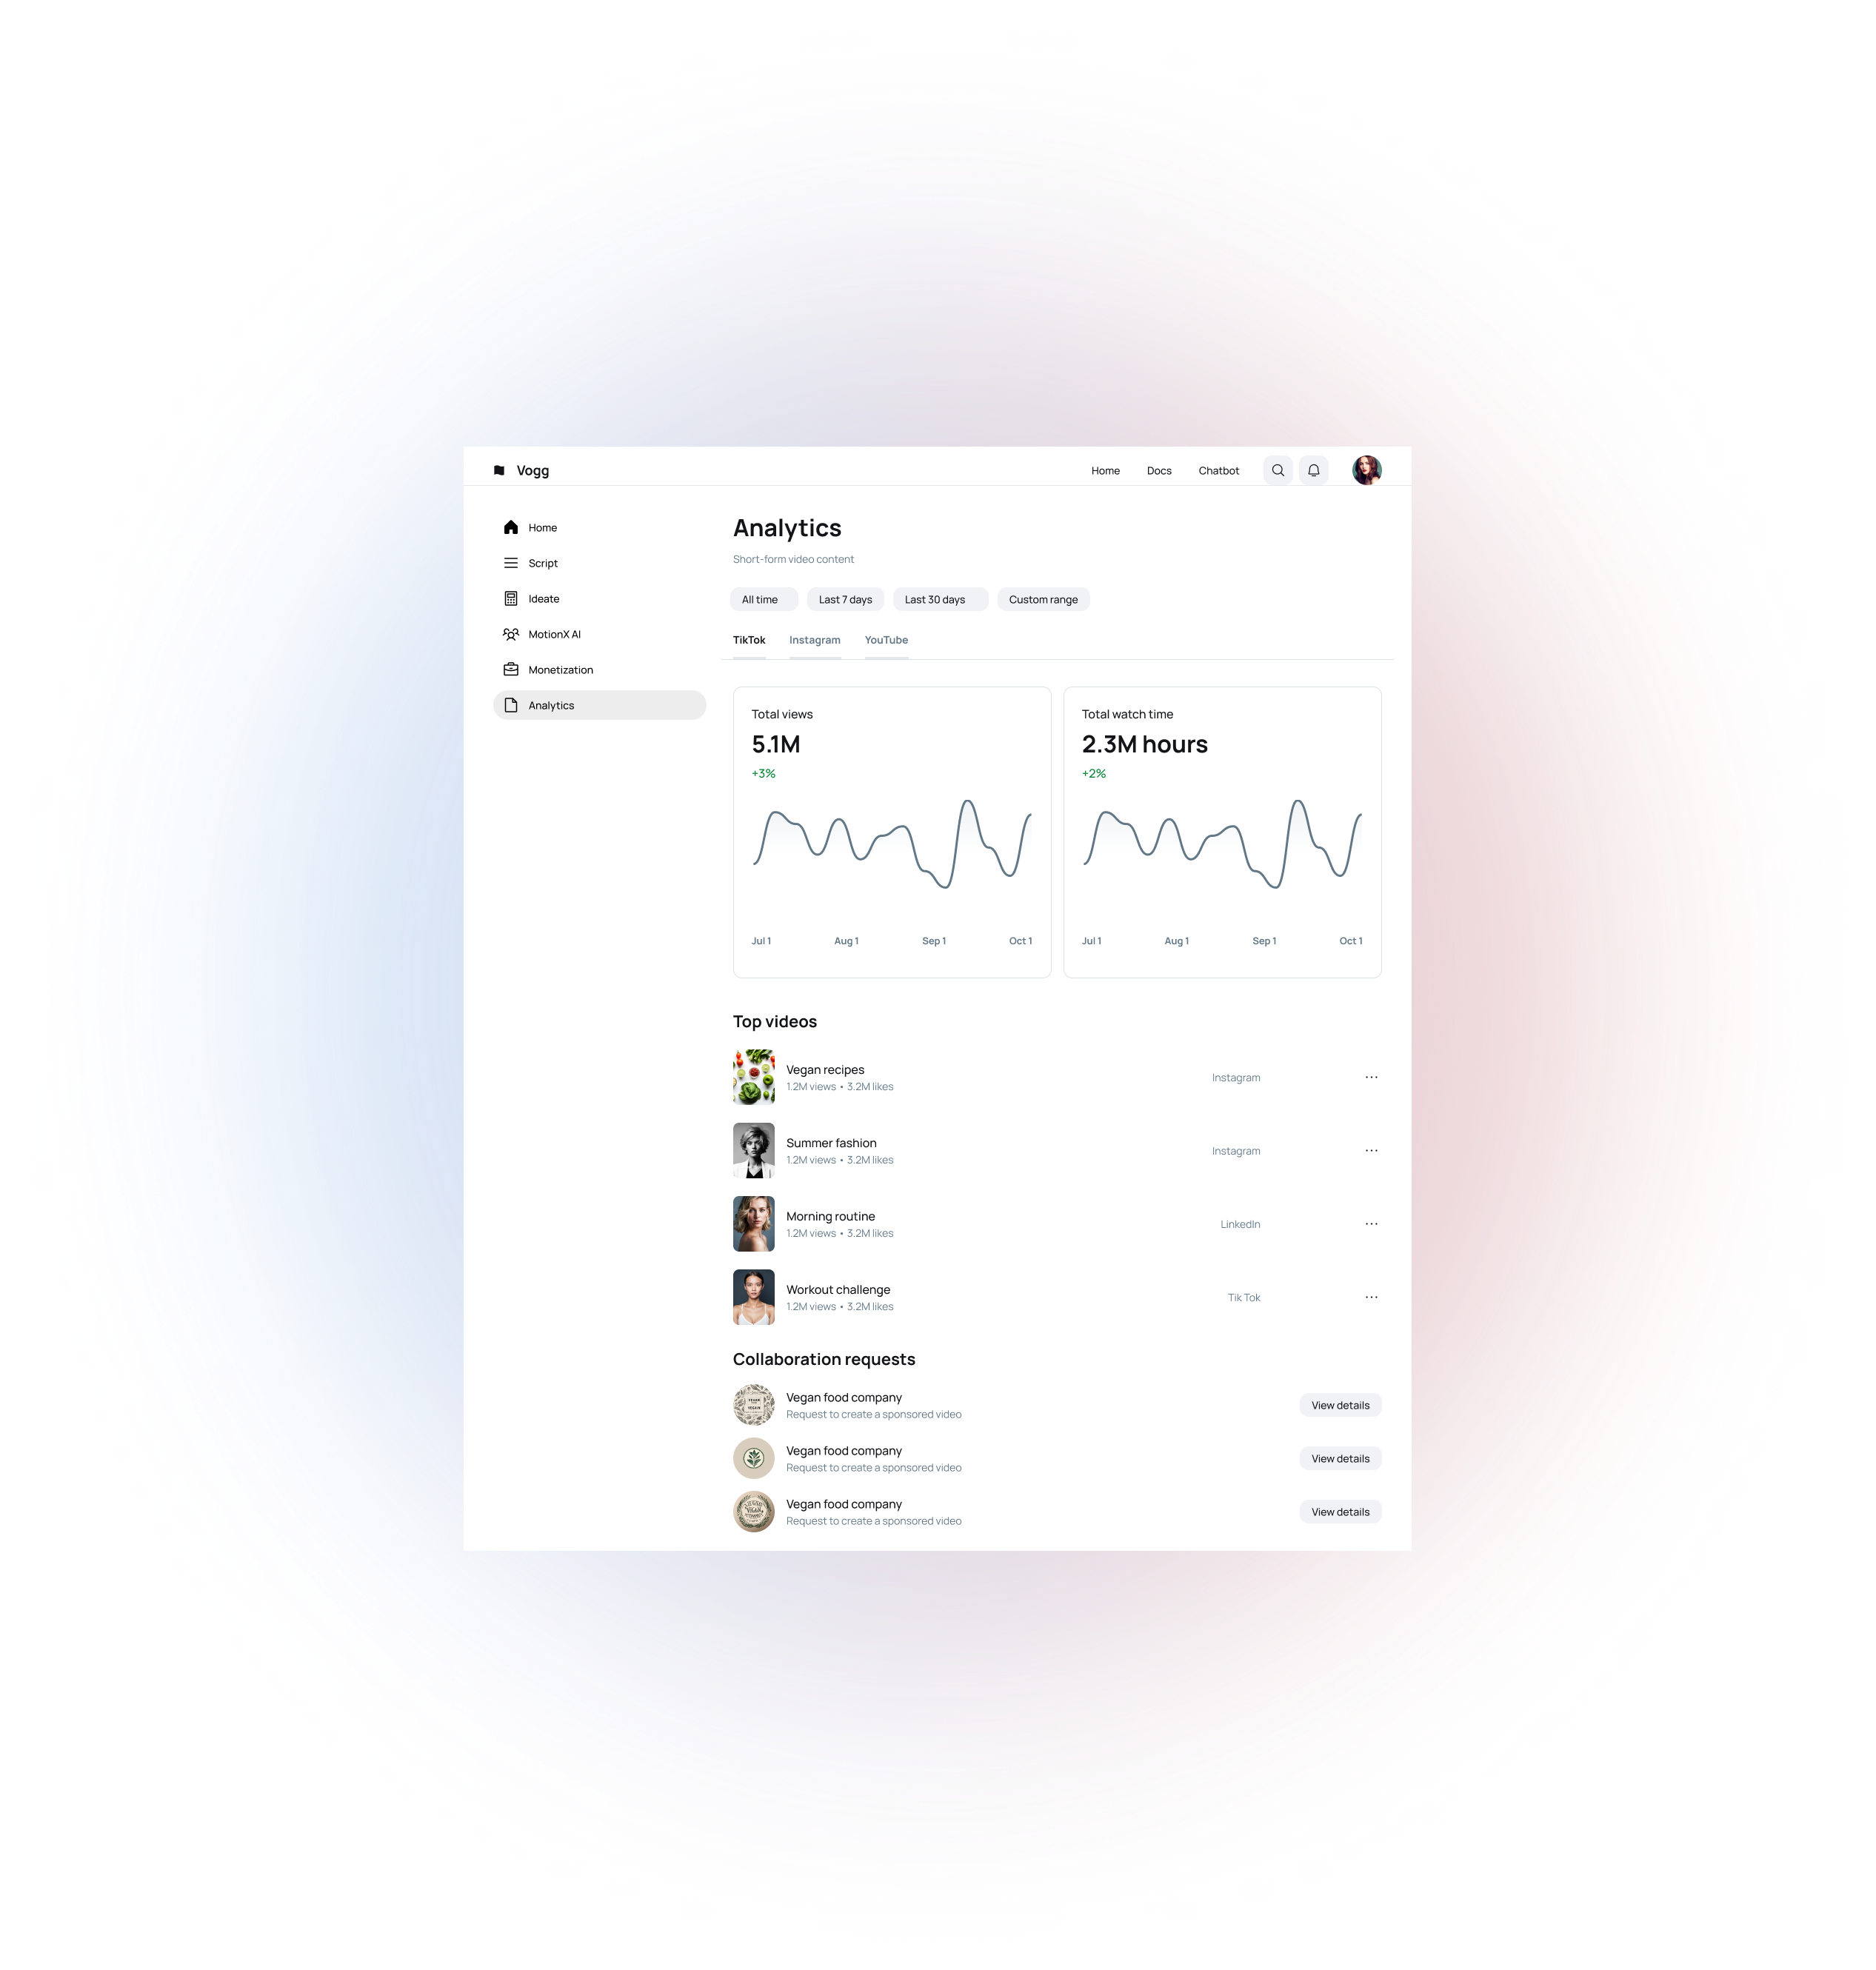 Vogg
Home
Docs
Chatbot
Home
Script
Ideate
MotionX AI
Monetization
Analytics
Analytics
Short-form video content
All time
Last 7 days
Last 30 days
Custom range
TikTok
Instagram
YouTube
Total views
5.1M
+3%
Jul 1
Aug 1
Sep 1
Oct 1
Total watch time
2.3M hours
+2%
Jul 1
Aug 1
Sep 1
Oct 1
Top videos
Vegan recipes
1.2M views • 3.2M likes
Instagram
Summer fashion
1.2M views • 3.2M likes
Instagram
Morning routine
1.2M views • 3.2M likes
LinkedIn
Workout challenge
1.2M views • 3.2M likes
Tik Tok
Collaboration requests
Vegan food company
Request to create a sponsored video
View details
Vegan food company
Request to create a sponsored video
View details
Vegan food company
Request to create a sponsored video
View details